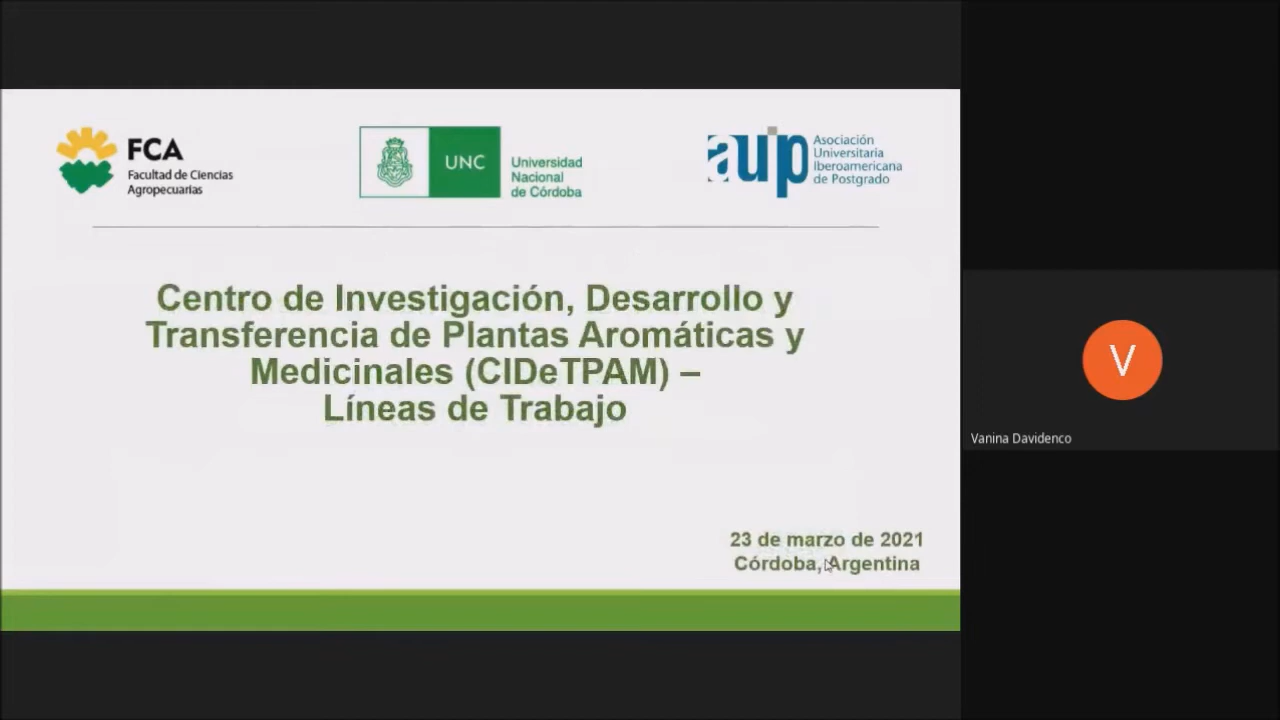 FCA
Facultad de Ciencias
Agropecuarias
UNC
Universidad
Nacional
de Córdoba
auip
Asociación
Universitaria
Iberoamericana
de Postgrado
Centro de Investigación, Desarrollo y
Transferencia de Plantas Aromáticas y
Medicinales (CIDeTPAM) –
Líneas de Trabajo
23 de marzo de 2021
Córdoba, Argentina
V
Vanina Davidenco